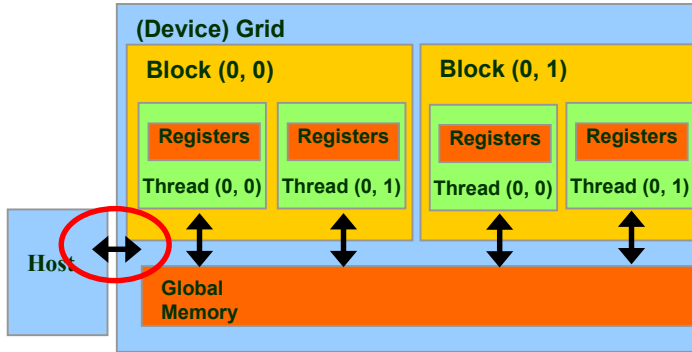 (Device) Grid
Block (0, 0)
Block (0, 1)
Registers
Registers
Registers
Registers
Thread (0, 0)
Thread (0, 1)
Thread (0, 0)
Thread (0, 1)
Host
Global
Memory